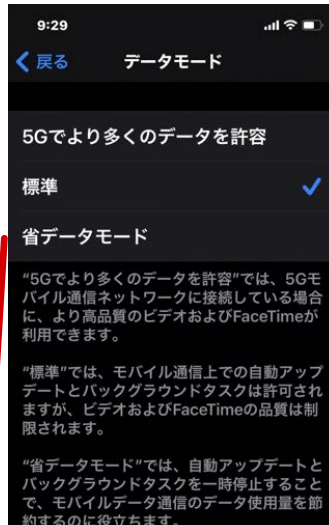 9:29
戻る
データモード
5Gでより多くのデータを許容
標準
省データモード
“5Gでより多くのデータを許容”では、5Gモ
バイル通信ネットワークに接続している場合
に、より高品質のビデオおよびFaceTimeが
利用できます。
“標準”では、モバイル通信上での自動アップ
デートとバックグラウンドタスクは許可され
ますが、ビデオおよびFaceTimeの品質は制
限されます。
“省データモード”では、自動アップデートと
バックグラウンドタスクを一時停止すること
で、モバイルデータ通信のデータ使用量を節
約するのに役立ちます。